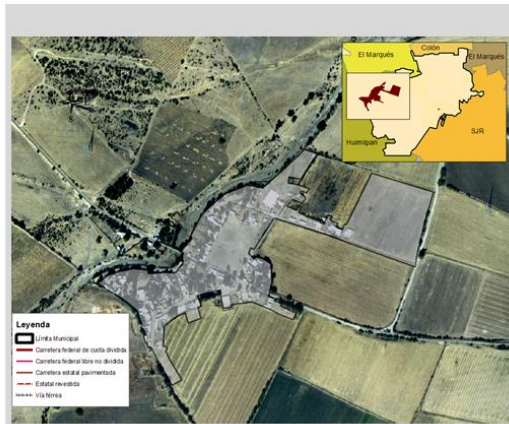 El Marqués
Colón
El Marqués
Huimilpan
SJR
Leyenda
Límite Municipal
Carretera federal de cuota dividida
Carretera federal libre no dividida
Carretera estatal pavimentada
Estatal revestida
Vía férrea